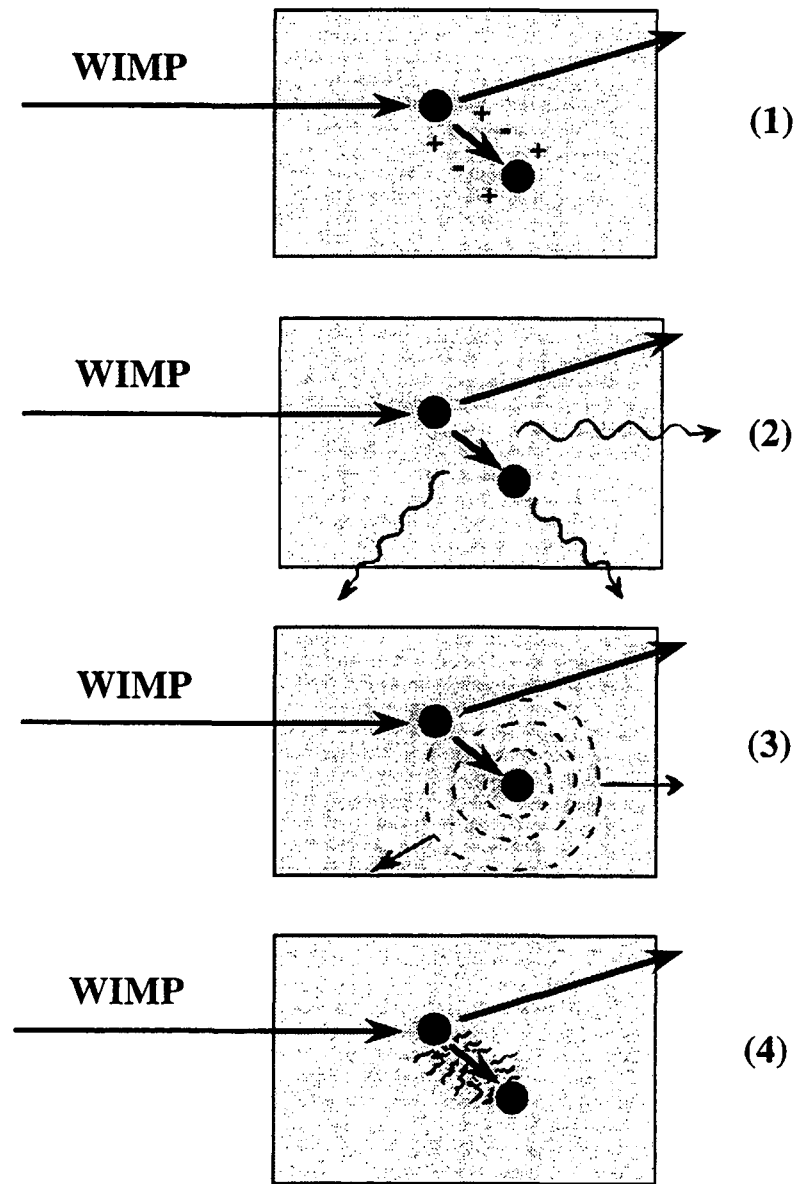 WIMP
(1)
+ -
+ - +
+
WIMP
(2)
WIMP
(3)
WIMP
(4)